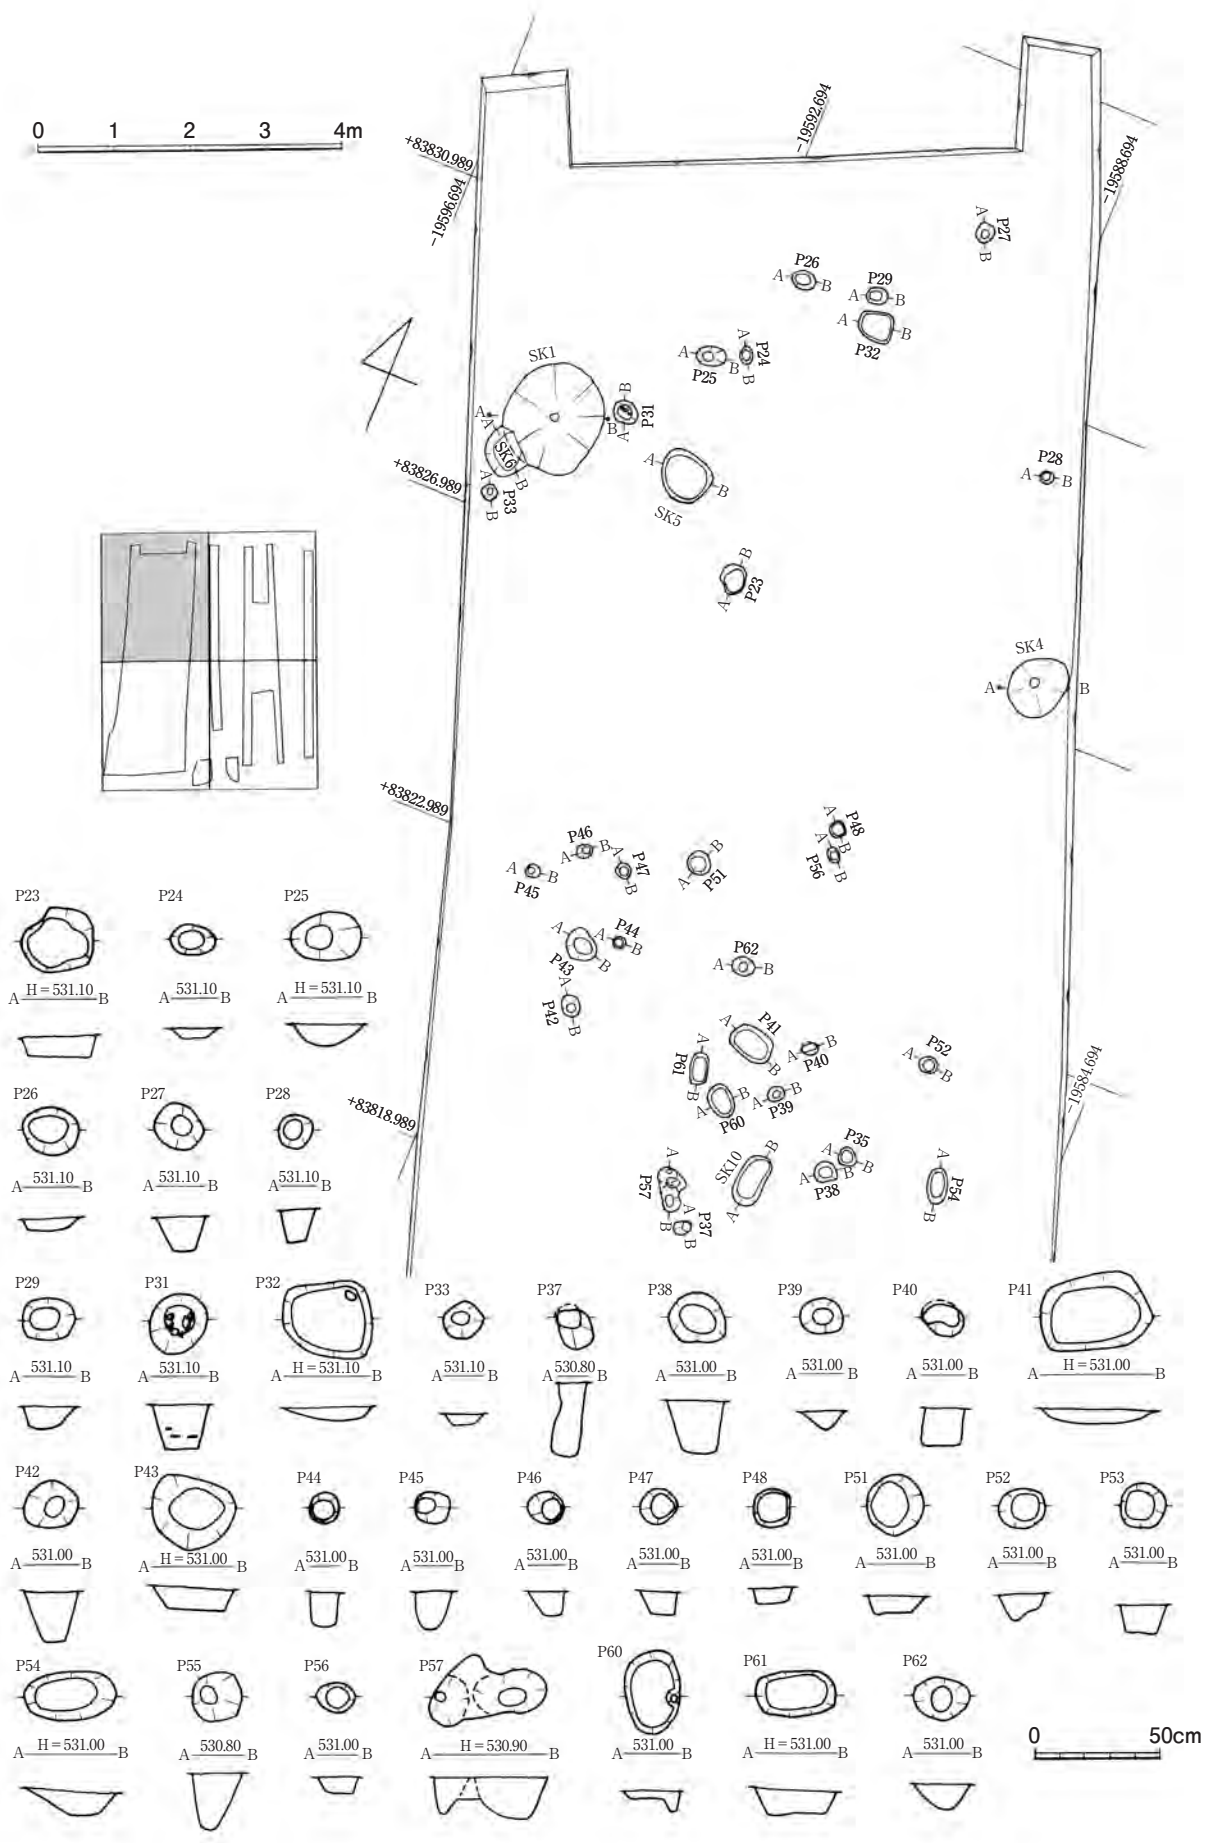 0 1 2 3 4m
+83830.989
−19596.694
−19592.694
−19588.694
A P27 B
A P26 B
P29
A B
A B
P32
A P24 B
A B
P25
SK1
A B
B P31 A
A SK6 B
A P33 B
+83826.989
A B
SK5
P28
A B
B
P23
A
SK4
A B
+83822.989
A P48 B
A P56 B
P46
A B
A B
P45
A P47 B
B
P51
A
A B
P43
P44
A B
P62
A B
A P42 B
P41
A B
A B
P40
A P61 B
A B
P60
A B
P39
P52
A B
−19584.694
+83818.989
SK10
B
A
P35
A B
A B
P38
A P54 B
A P57 B
A P37 B
P23 P24 P25
A H=531.10 B A 531.10 B A H=531.10 B
P26 P27 P28
A 531.10 B A 531.10 B A 531.10 B
P29 P31 P32 P33 P37 P38 P39 P40 P41
A 531.10 B A 531.10 B A H=531.10 B A 531.10 B A 530.80 B A 531.00 B A 531.00 B A 531.00 B A H=531.00 B
P42 P43 P44 P45 P46 P47 P48 P51 P52 P53
A 531.00 B A H=531.00 B A 531.00 B A 531.00 B A 531.00 B A 531.00 B A 531.00 B A 531.00 B A 531.00 B A 531.00 B
P54 P55 P56 P57 P60 P61 P62
A H=531.00 B A 530.80 B A 531.00 B A H=530.90 B A 531.00 B A H=531.00 B A 531.00 B
0 50cm